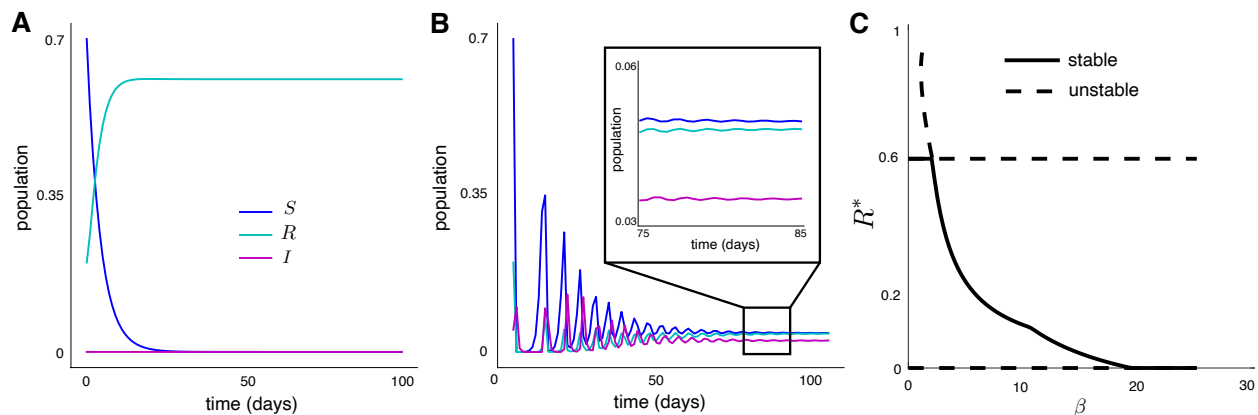 A
0.7
0.35
0
population
S
R
I
0
50
100
time (days)
B
0.7
0.35
0
population
0.06
0.03
population
75
85
time (days)
0
50
100
time (days)
C
1
0.6
0.2
0
R*
stable
unstable
0
10
20
30
β